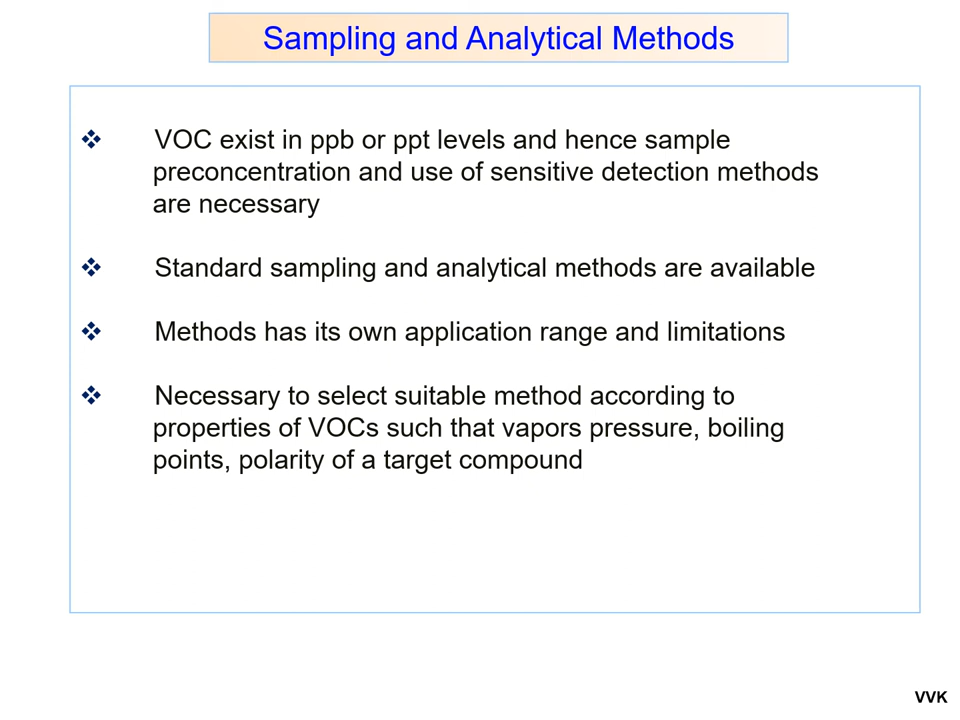 Sampling and Analytical Methods
❖ VOC exist in ppb or ppt levels and hence sample
preconcentration and use of sensitive detection methods
are necessary
❖ Standard sampling and analytical methods are available
❖ Methods has its own application range and limitations
❖ Necessary to select suitable method according to
properties of VOCs such that vapors pressure, boiling
points, polarity of a target compound
VVK